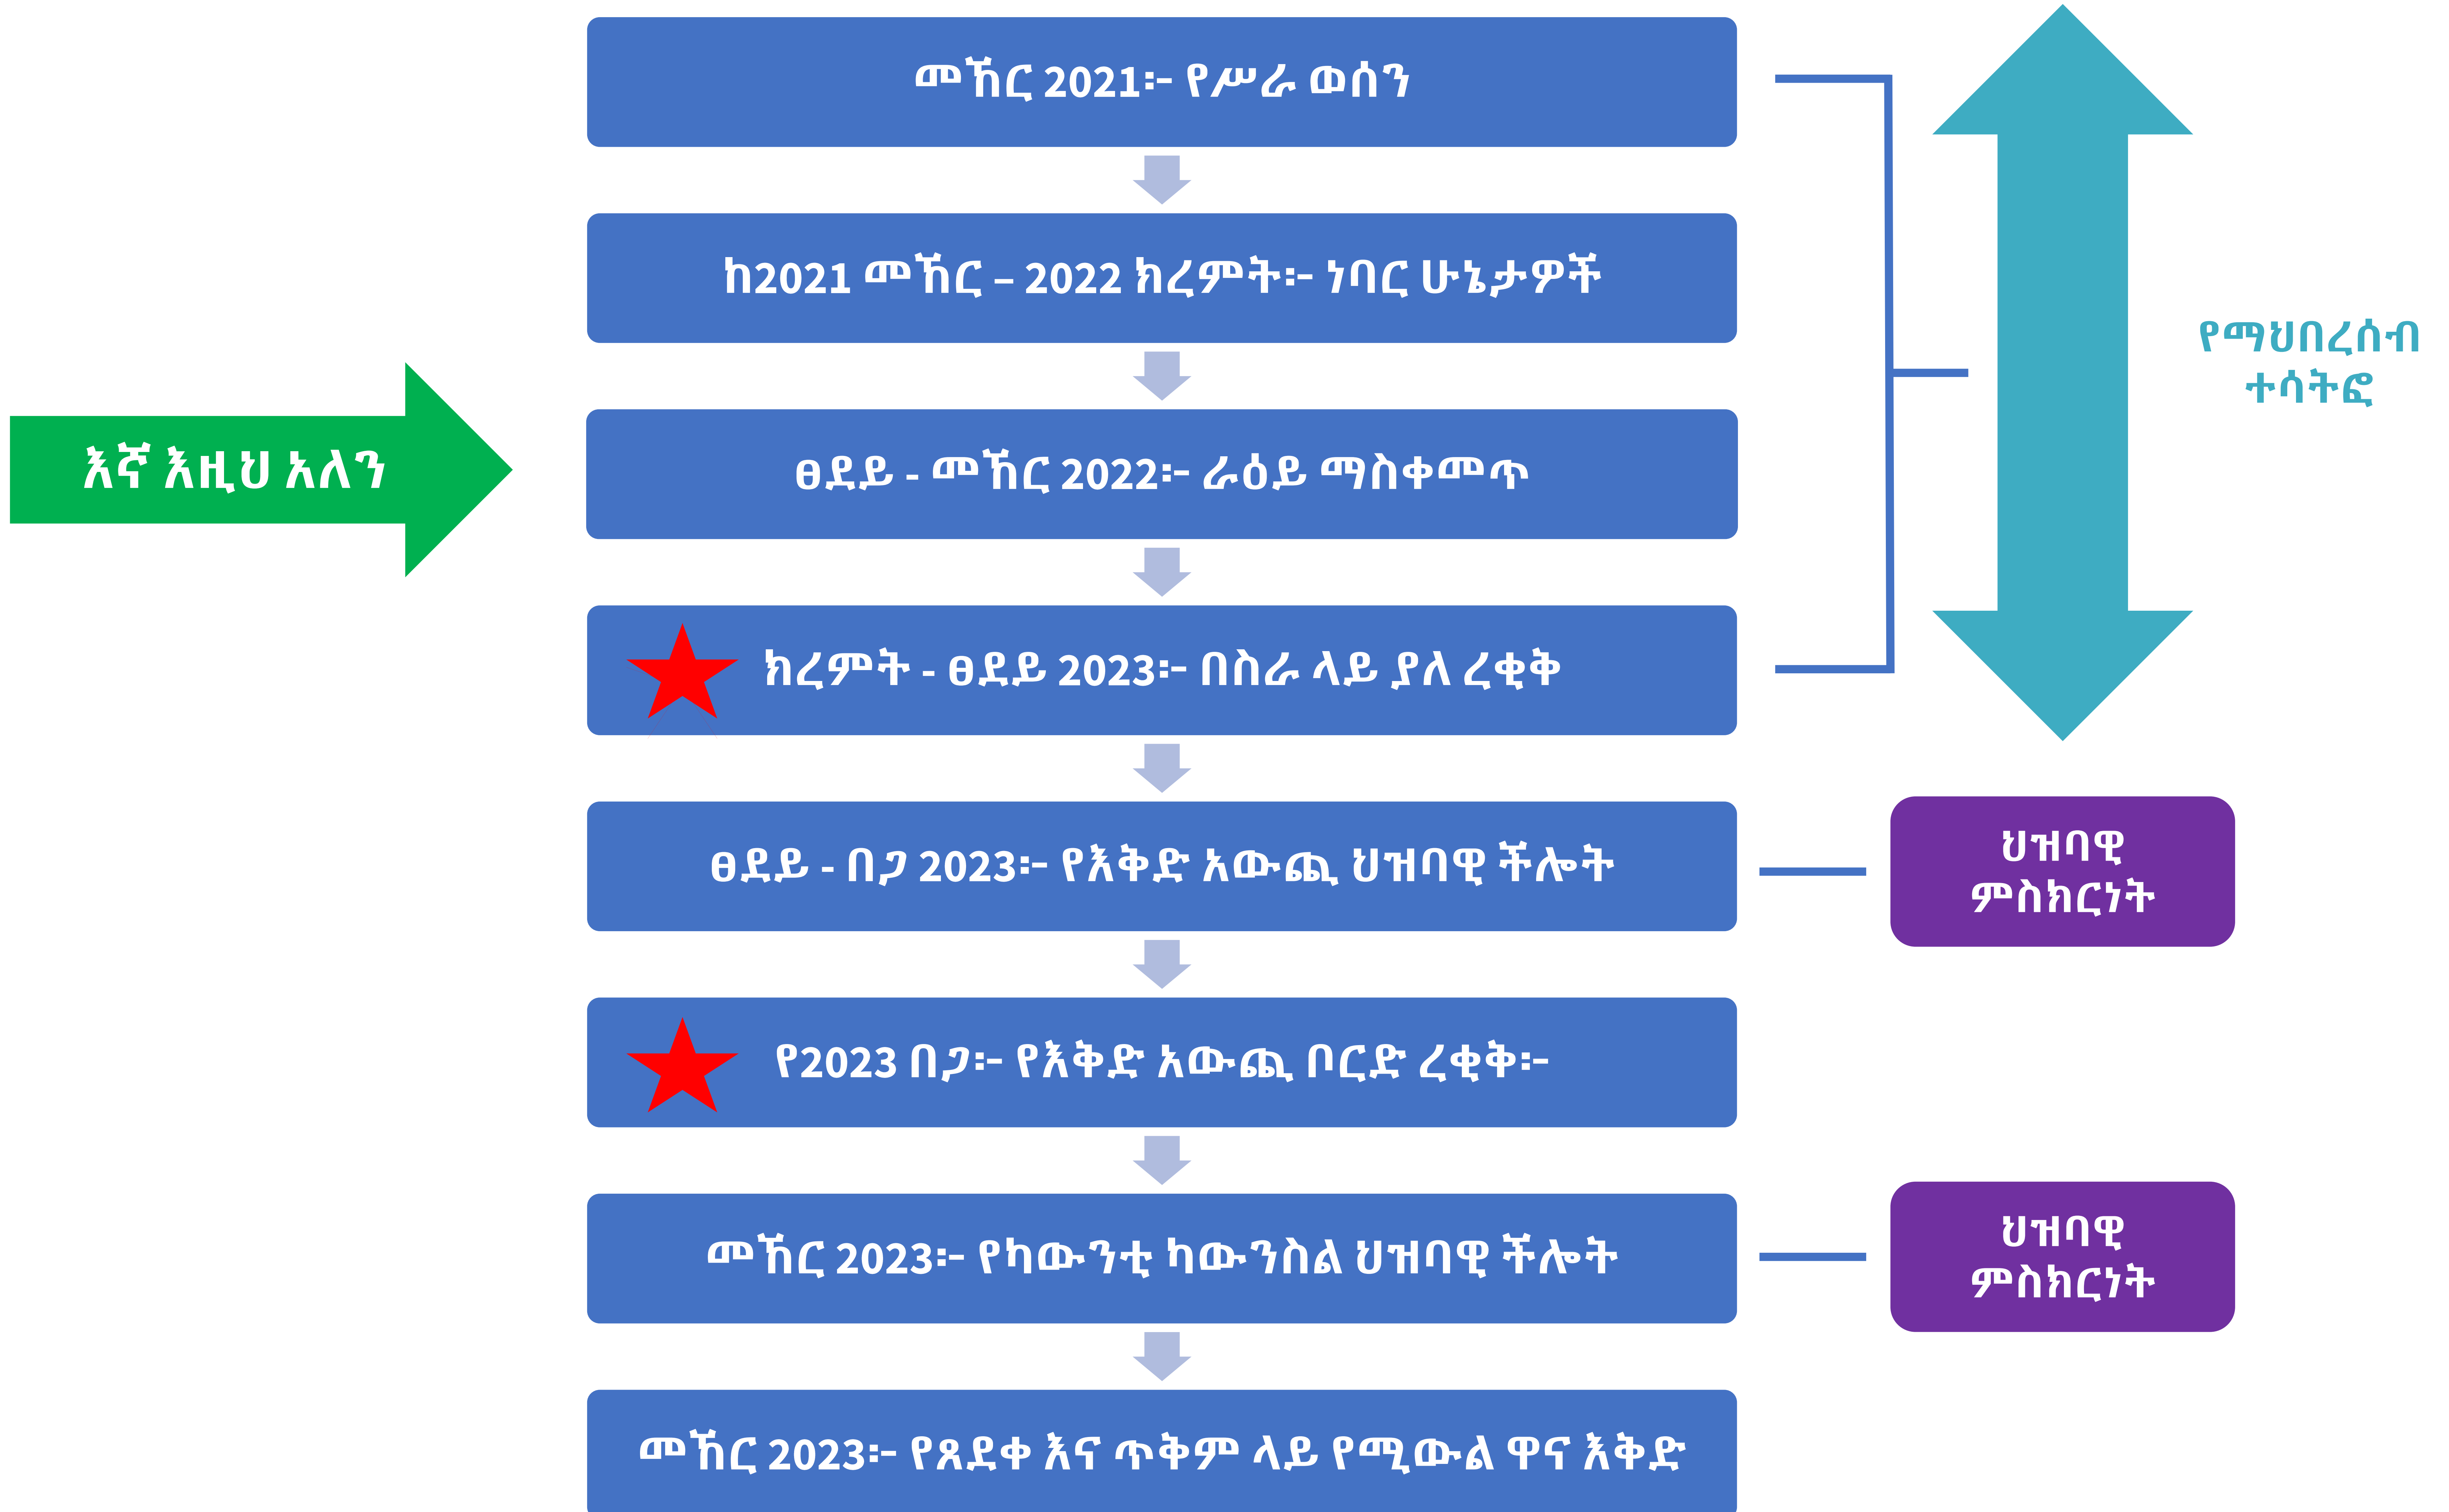 መኸር 2021፡- የሥራ ወሰን
ከ2021 መኸር – 2022 ክረምት፡- ነባር ሁኔታዎች
ፀደይ - መኸር 2022፡- ራዕይ ማስቀመጥ
ክረምት - ፀደይ 2023፡- በስራ ላይ ያለ ረቂቅ
ፀደይ - በጋ 2023፡- የእቅድ አውጪ ህዝባዊ ችሎት
የ2023 በጋ፡- የእቅድ አውጪ ቦርድ ረቂቅ፡-
መኸር 2023፡- የካውንቲ ካውንስል ህዝባዊ ችሎት
መኸር 2023፡- የጸደቀ እና ጥቅም ላይ የሚውል ዋና እቅድ
እኛ እዚህ አለን
የማህበረሰብ
ተሳትፎ
ህዝባዊ
ምስክርነት
ህዝባዊ
ምስክርነት